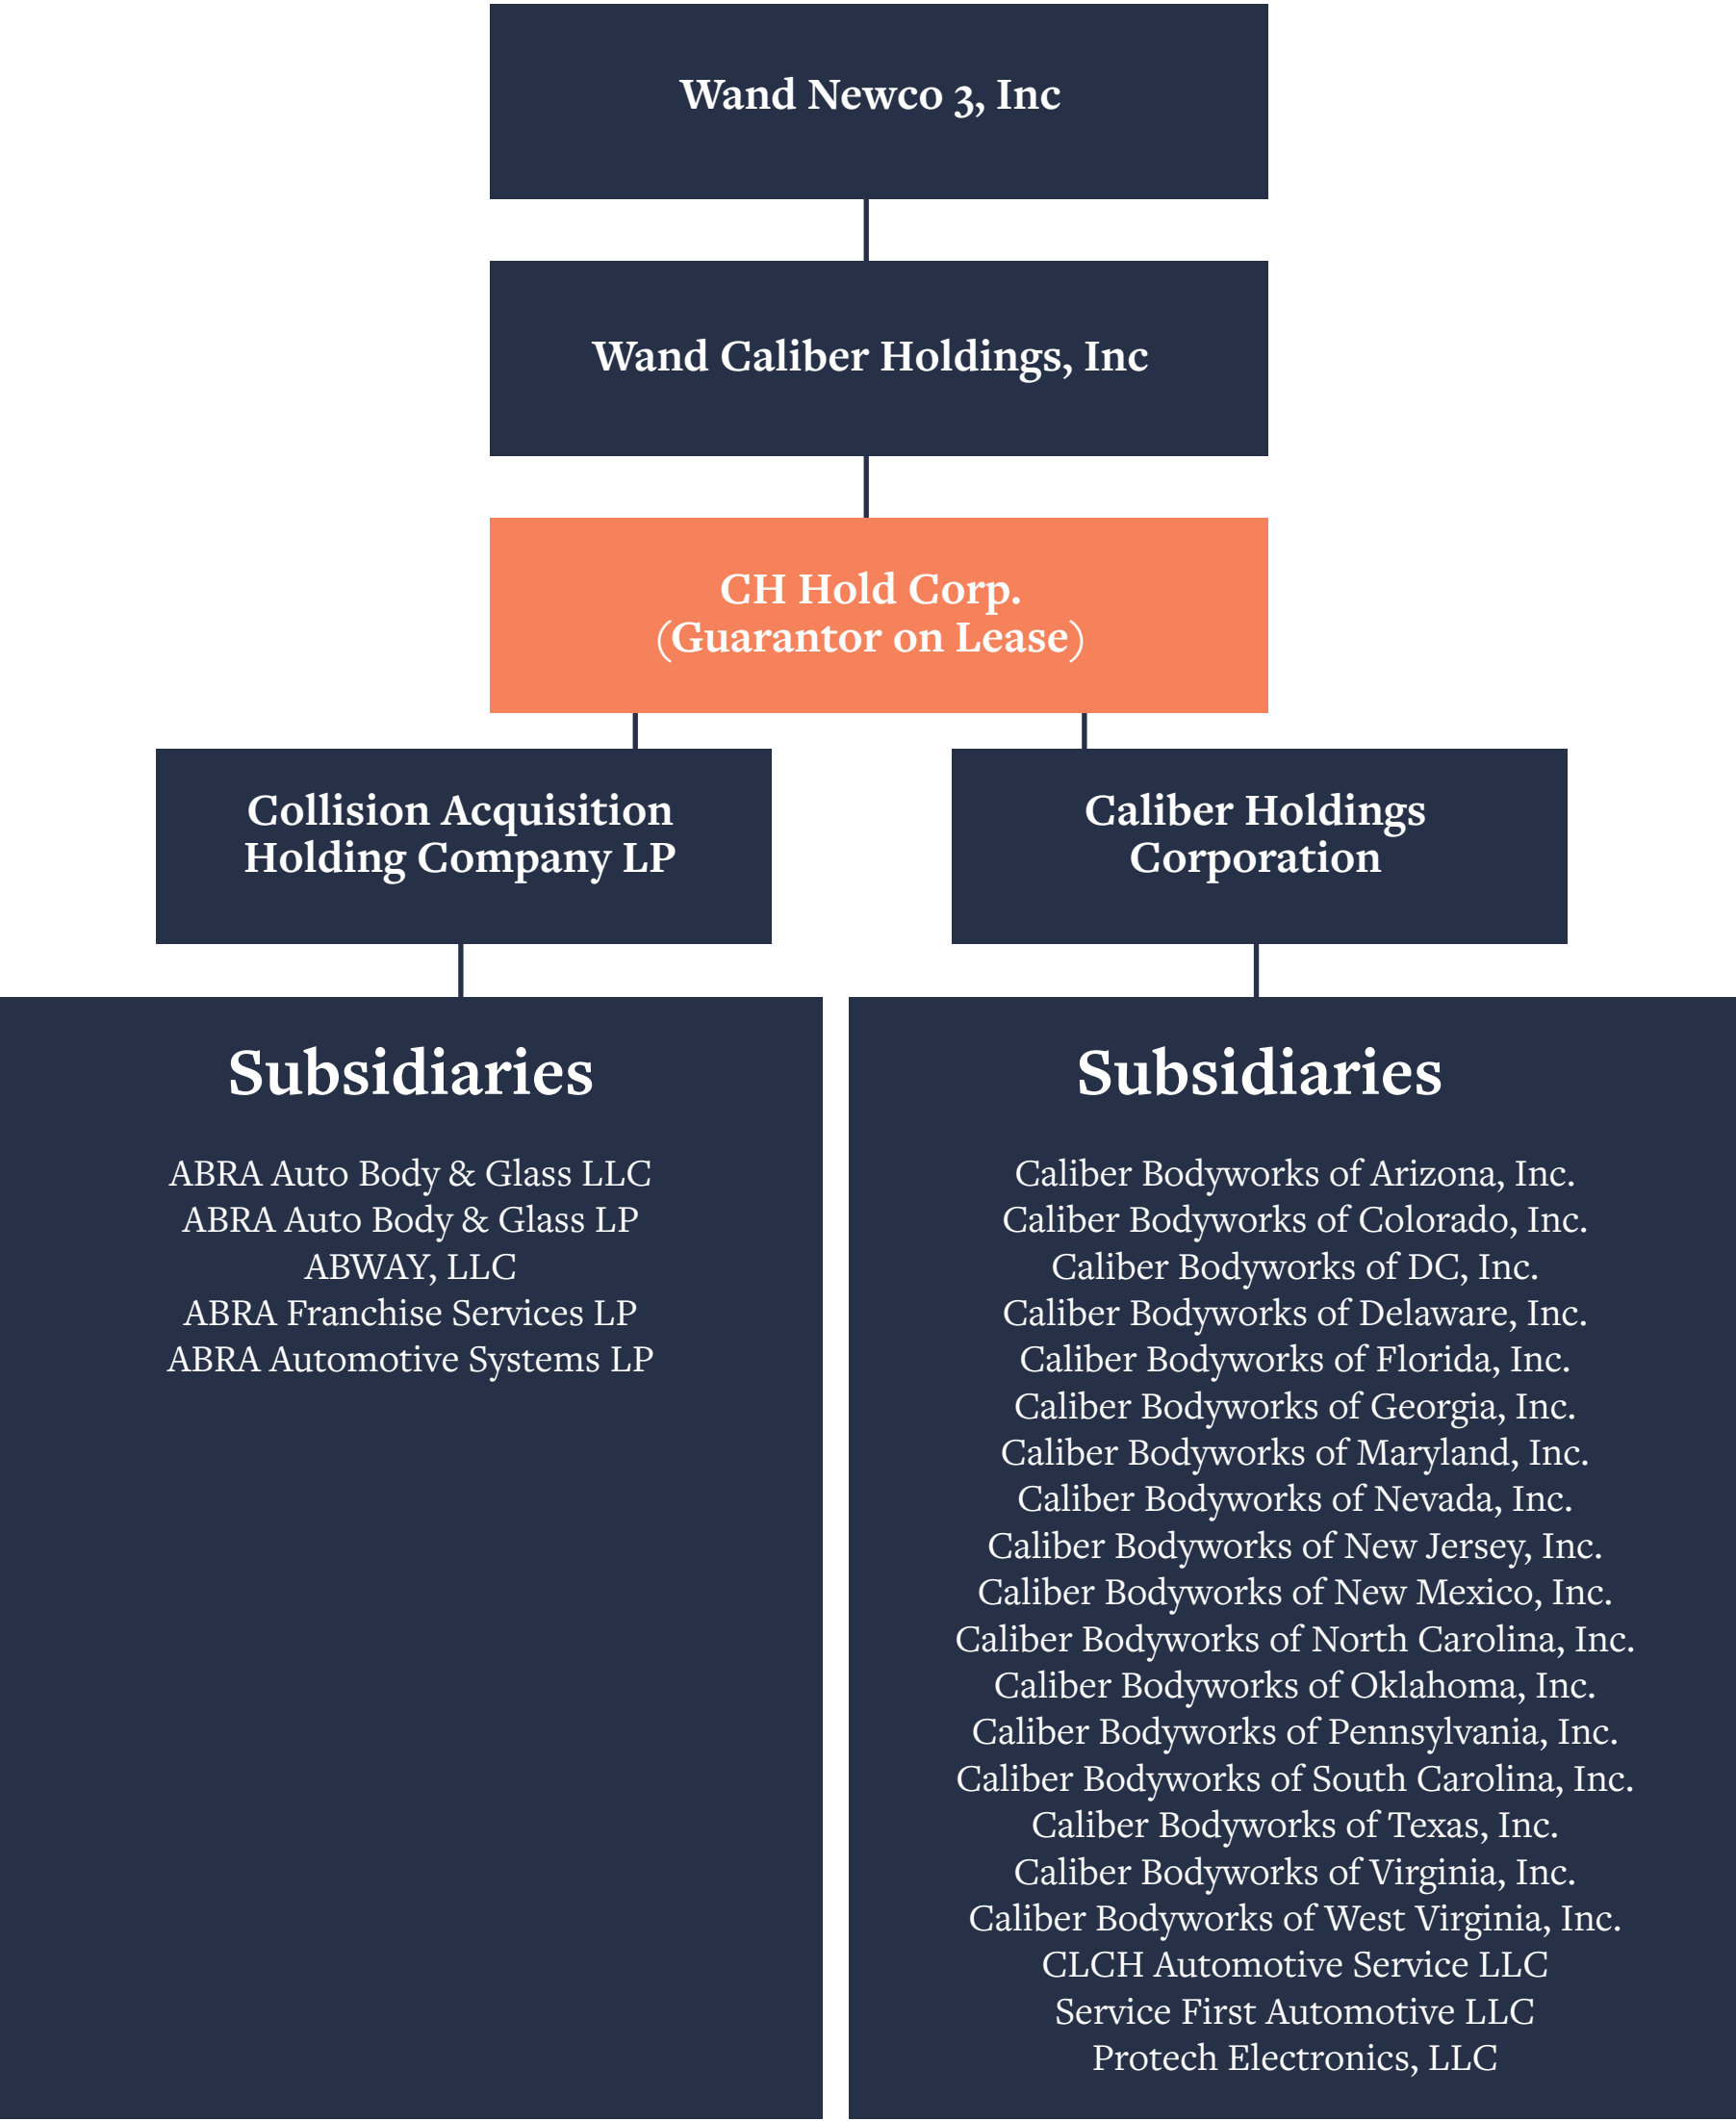 Wand Newco 3, Inc
Wand Caliber Holdings, Inc
CH Hold Corp.
(Guarantor on Lease)
Collision Acquisition
Holding Company LP
Caliber Holdings
Corporation
Subsidiaries
ABRA Auto Body & Glass LLC
ABRA Auto Body & Glass LP
ABWAY, LLC
ABRA Franchise Services LP
ABRA Automotive Systems LP
Subsidiaries
Caliber Bodyworks of Arizona, Inc.
Caliber Bodyworks of Colorado, Inc.
Caliber Bodyworks of DC, Inc.
Caliber Bodyworks of Delaware, Inc.
Caliber Bodyworks of Florida, Inc.
Caliber Bodyworks of Georgia, Inc.
Caliber Bodyworks of Maryland, Inc.
Caliber Bodyworks of Nevada, Inc.
Caliber Bodyworks of New Jersey, Inc.
Caliber Bodyworks of New Mexico, Inc.
Caliber Bodyworks of North Carolina, Inc.
Caliber Bodyworks of Oklahoma, Inc.
Caliber Bodyworks of Pennsylvania, Inc.
Caliber Bodyworks of South Carolina, Inc.
Caliber Bodyworks of Texas, Inc.
Caliber Bodyworks of Virginia, Inc.
Caliber Bodyworks of West Virginia, Inc.
CLCH Automotive Service LLC
Service First Automotive LLC
Protech Electronics, LLC